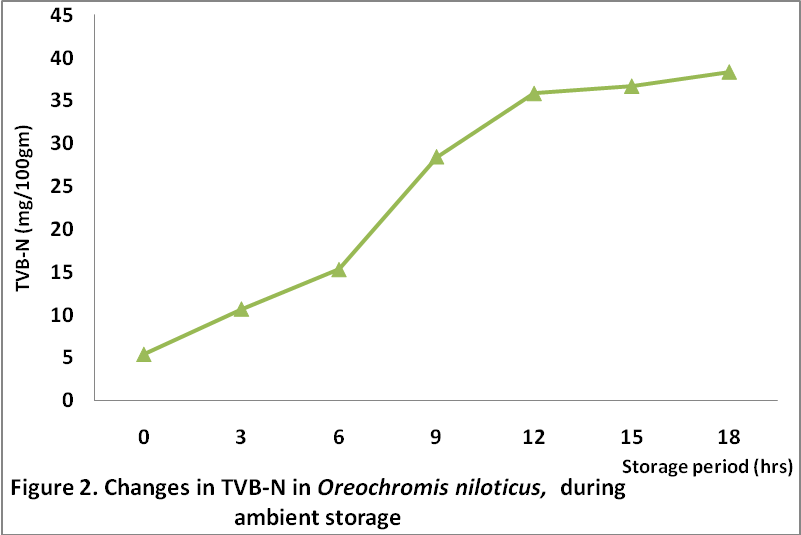 45
40
35
30
25
20
15
10
5
0
TVB-N (mg/100gm)
0 3 6 9 12 15 18
Storage period (hrs)
Figure 2. Changes in TVB-N in Oreochromis niloticus, during
ambient storage